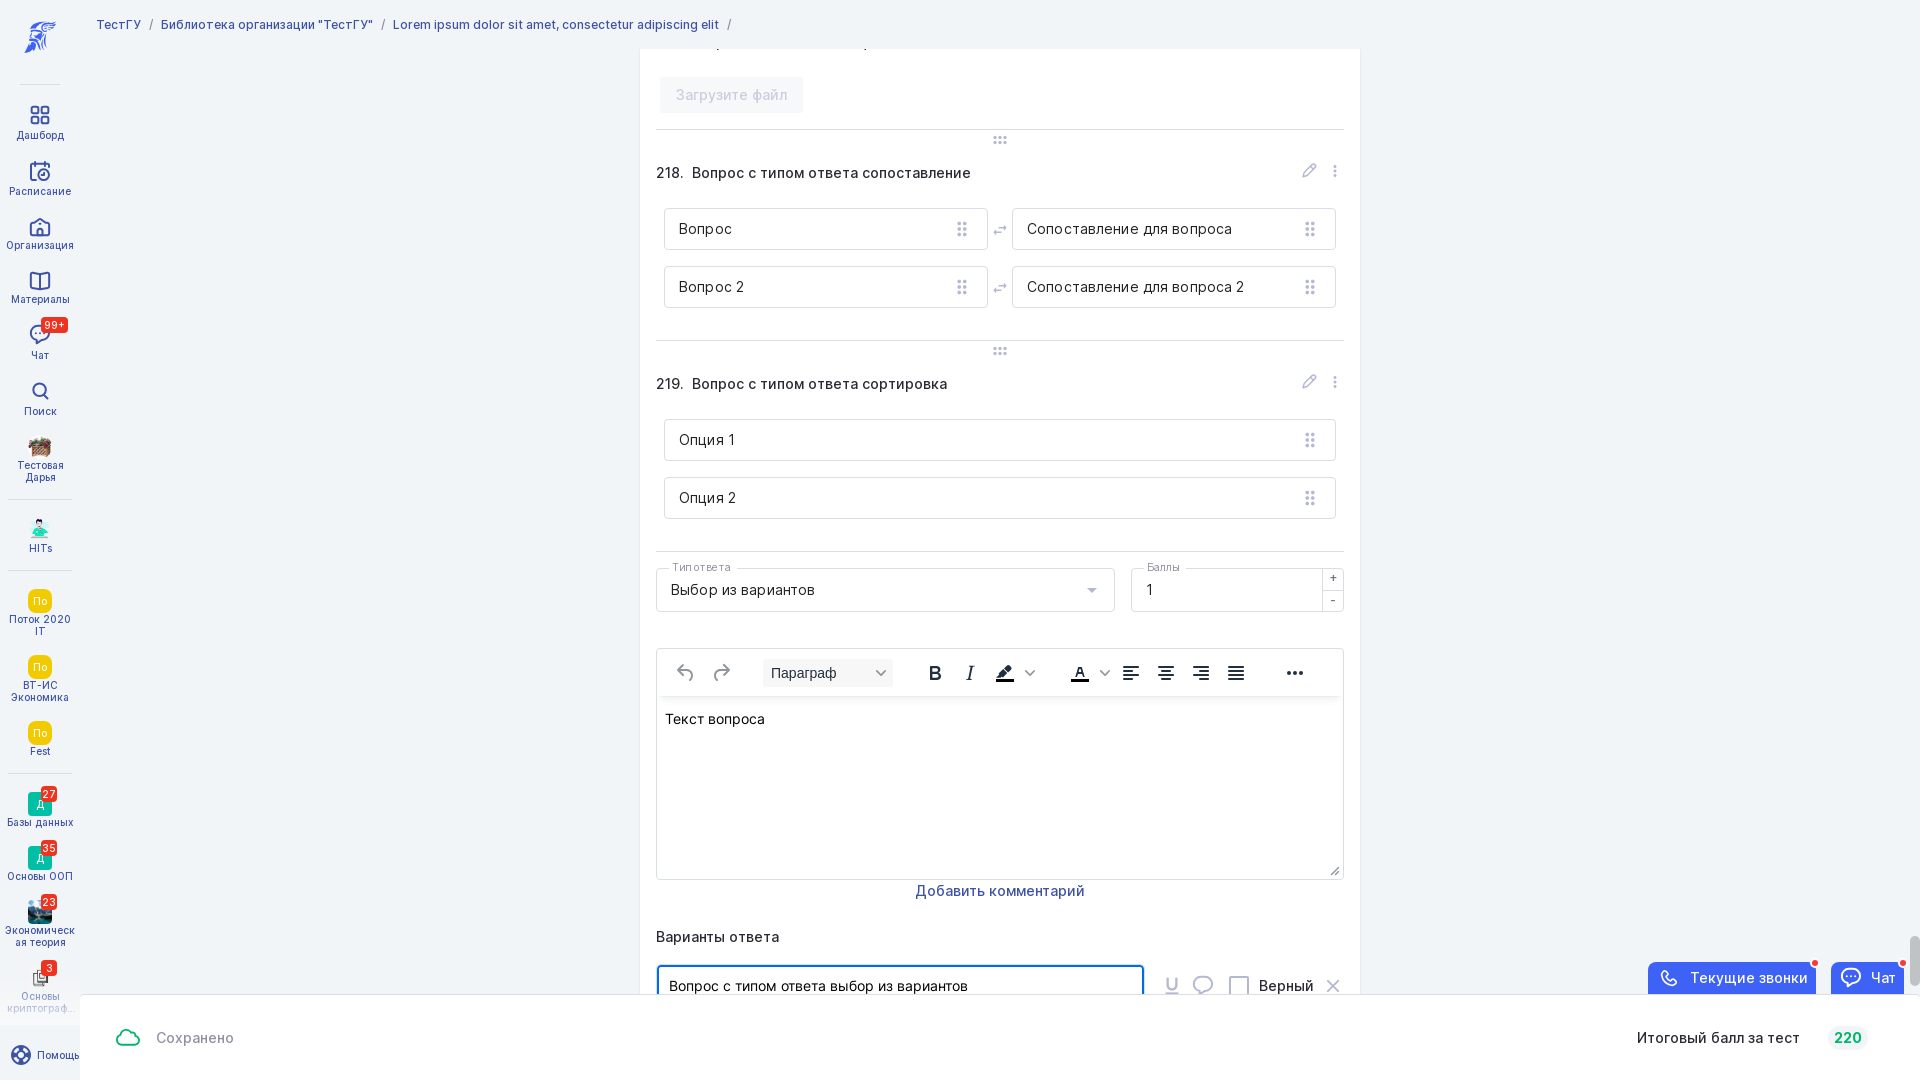 ТестГУ / Библиотека организации "ТестГУ" / Lorem ipsum dolor sit amet, consectetur adipiscing elit /
Дашборд
Расписание
Организация
Материалы
99+
Чат
Поиск
Тестовая
Дарья
HITs
По
Поток 2020
IT
По
ВТ-ИС
Экономика
По
Fest
27
Д
Базы данных
35
Д
Основы ООП
23
Экономическ
ая теория
3
Основы
криптограф...
Помощь
Загрузите файл
218. Вопрос с типом ответа сопоставление
Вопрос
Сопоставление для вопроса
Вопрос 2
Сопоставление для вопроса 2
219. Вопрос с типом ответа сортировка
Опция 1
Опция 2
Тип ответа
Выбор из вариантов
Баллы
1
+
-
Параграф
B I A
Текст вопроса
Добавить комментарий
Варианты ответа
Вопрос с типом ответа выбор из вариантов
Верный
Текущие звонки
Чат
Сохранено
Итоговый балл за тест 220